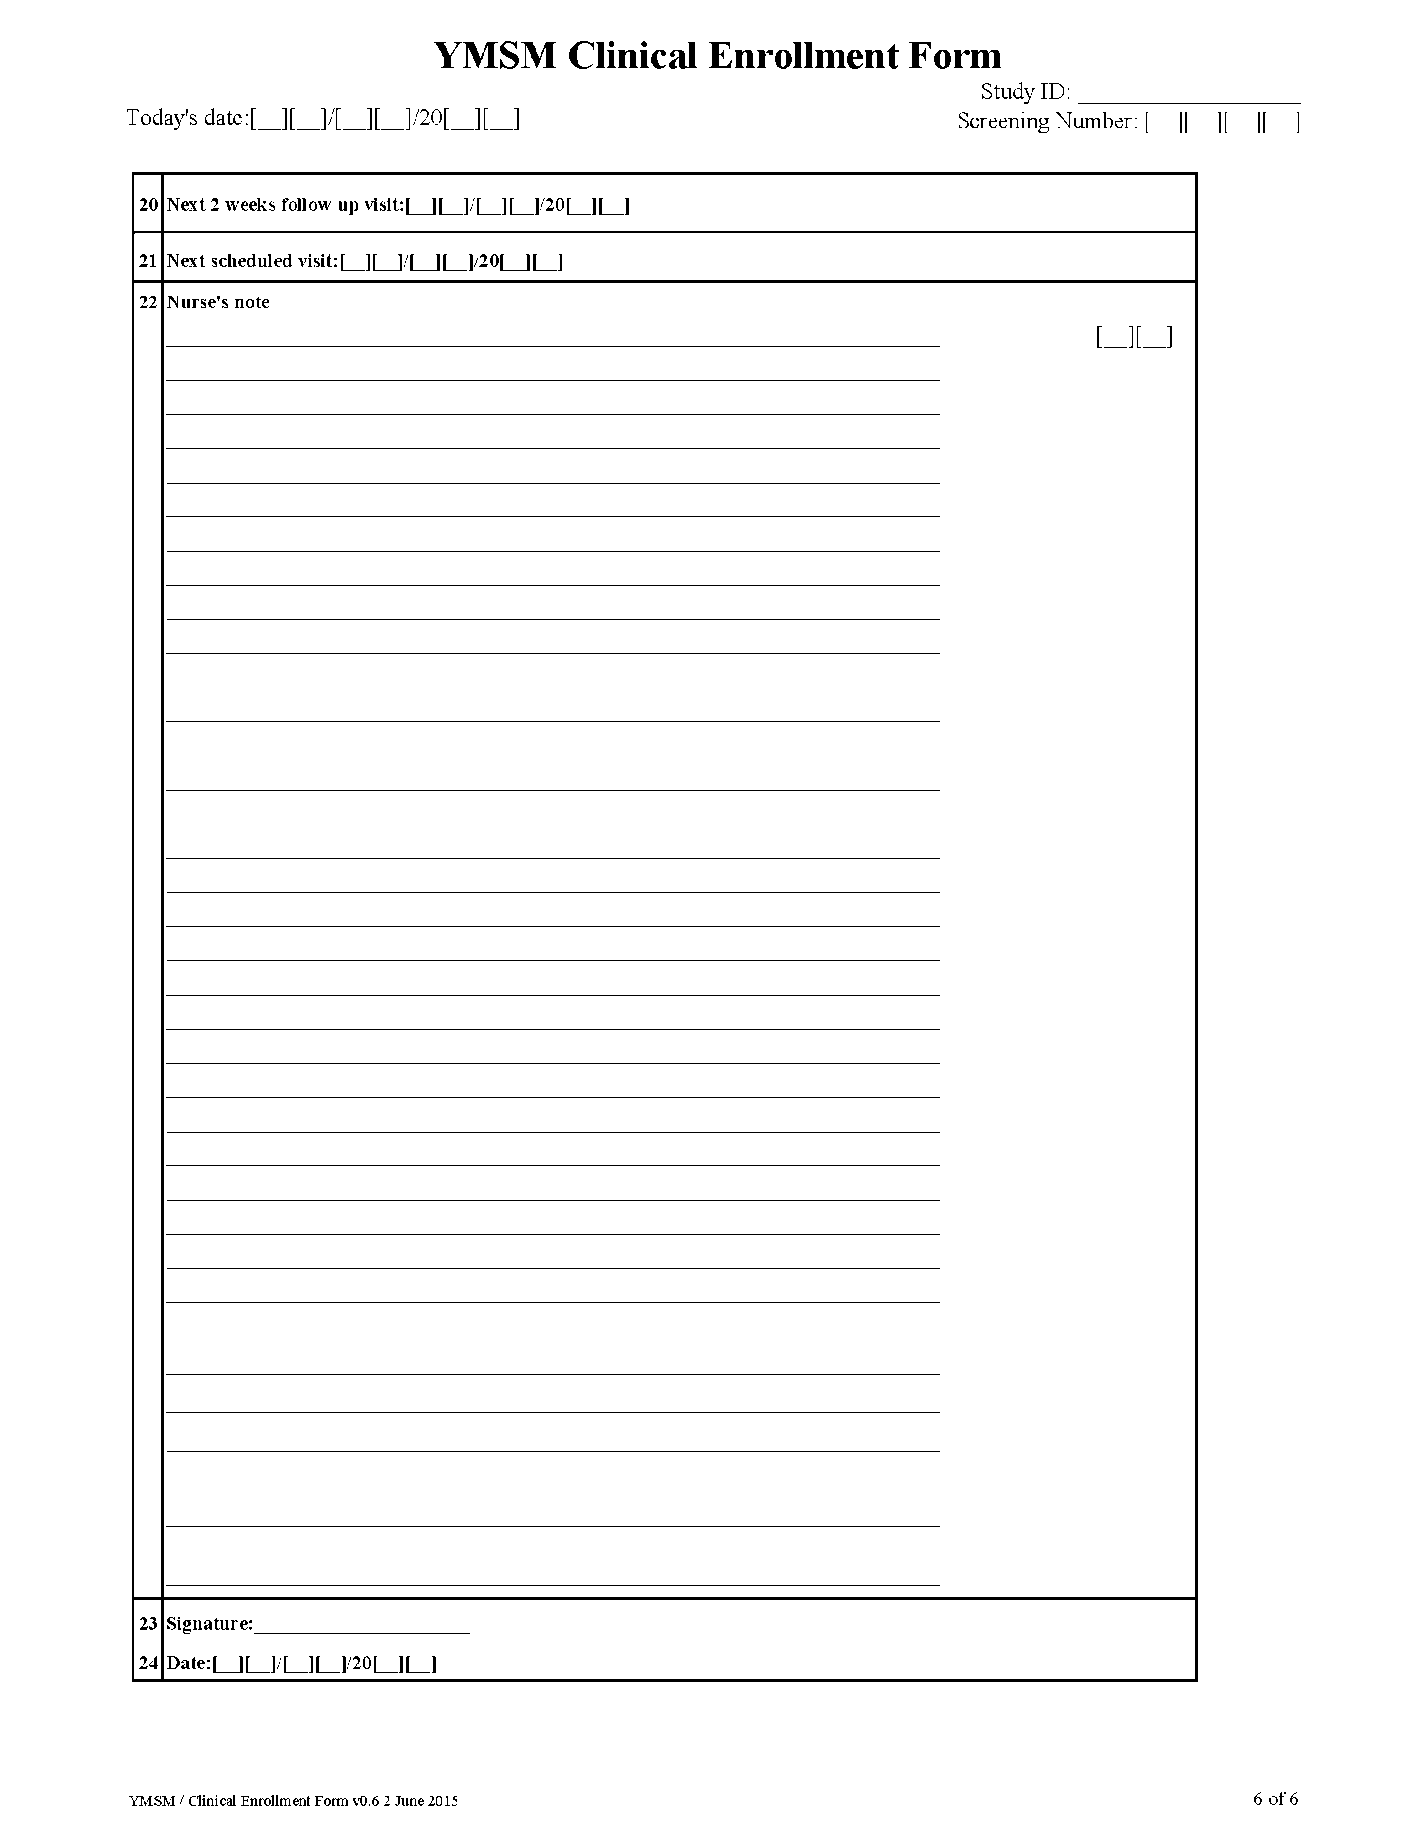 YMSM Clinical Enrollment Form
Study ID: ___________________
Today's date:[__][__]/[__][__]/20[__][__]
Screening Number: [  ][  ][  ][  ]
20 Next 2 weeks follow up visit:[__][__]/[__][__]/20[__][__]
21 Next scheduled visit:[__][__]/[__][__]/20[__][__]
22 Nurse's note
[__][__]
23 Signature:____________________
24 Date:[__][__]/[__][__]/20[__][__]
YMSM / Clinical Enrollment Form v0.6 2 June 2015
6 of 6